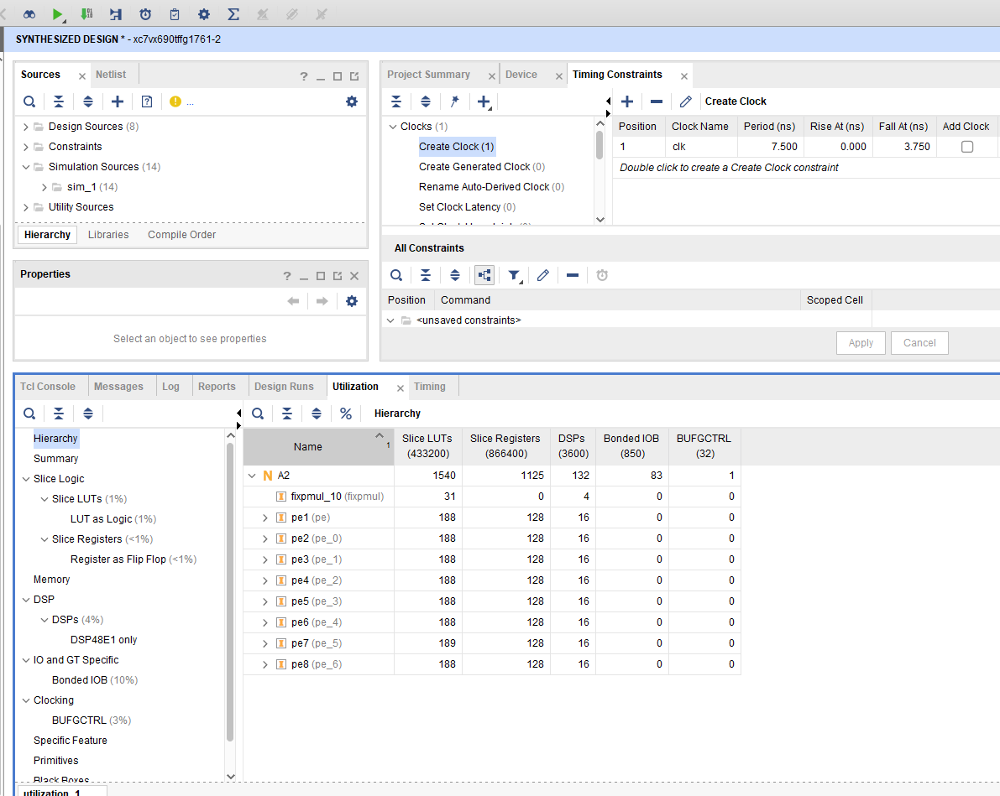 SYNTHESIZED DESIGN * - xc7vx690tffg1761-2
Sources
Netlist
Design Sources (8)
Constraints
Simulation Sources (14)
sim_1 (14)
Utility Sources
Hierarchy Libraries Compile Order
Properties
Select an object to see properties
Project Summary Device Timing Constraints
Clocks (1)
Create Clock (1)
Create Generated Clock (0)
Rename Auto-Derived Clock (0)
Set Clock Latency (0)
Create Clock
Position Clock Name Period (ns) Rise At (ns) Fall At (ns) Add Clock
1 clk 7.500 0.000 3.750
Double click to create a Create Clock constraint
All Constraints
Position Command Scoped Cell
<unsaved constraints>
Apply Cancel
Tcl Console Messages Log Reports Design Runs Utilization Timing
Hierarchy
Summary
Slice Logic
Slice LUTs (1%)
LUT as Logic (1%)
Slice Registers (<1%)
Register as Flip Flop (<1%)
Memory
DSP
DSPs (4%)
DSP48E1 only
IO and GT Specific
Bonded IOB (10%)
Clocking
BUFGCTRL (3%)
Specific Feature
Primitives
Black Boxes
utilization_1
Hierarchy
Name 1 Slice LUTs (433200) Slice Registers (866400) DSPs (3600) Bonded IOB (850) BUFGCTRL (32)
N A2 1540 1125 132 83 1
fixpmul_10 (fixpmul) 31 0 4 0 0
pe1 (pe) 188 128 16 0 0
pe2 (pe_0) 188 128 16 0 0
pe3 (pe_1) 188 128 16 0 0
pe4 (pe_2) 188 128 16 0 0
pe5 (pe_3) 188 128 16 0 0
pe6 (pe_4) 188 128 16 0 0
pe7 (pe_5) 189 128 16 0 0
pe8 (pe_6) 188 128 16 0 0